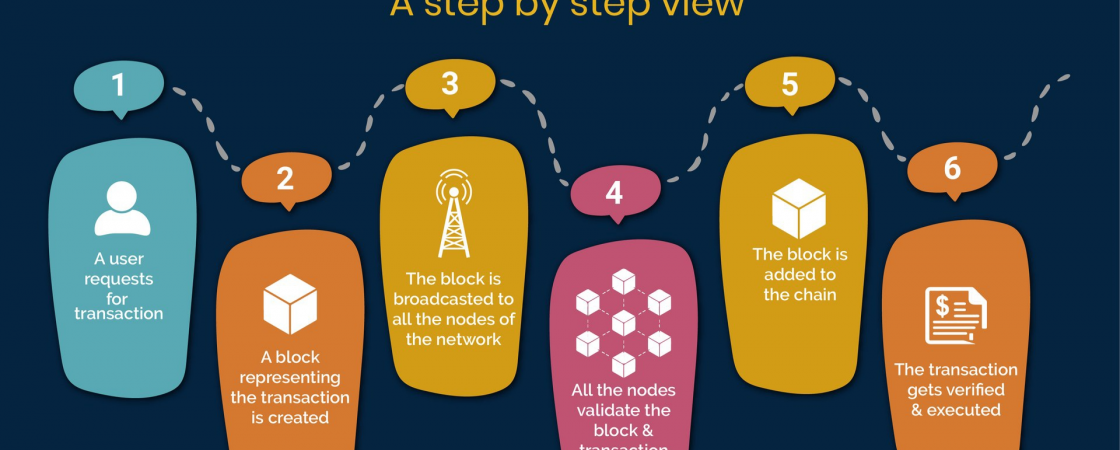 A step by step view
1
A user
requests
for
transaction
2
A block
representing
the transaction
is created
3
The block is
broadcasted to
all the nodes of
the network
4
All the nodes
validate the
block &
transaction
5
The block is
added to
the chain
6
$
The transaction
gets verified
& executed